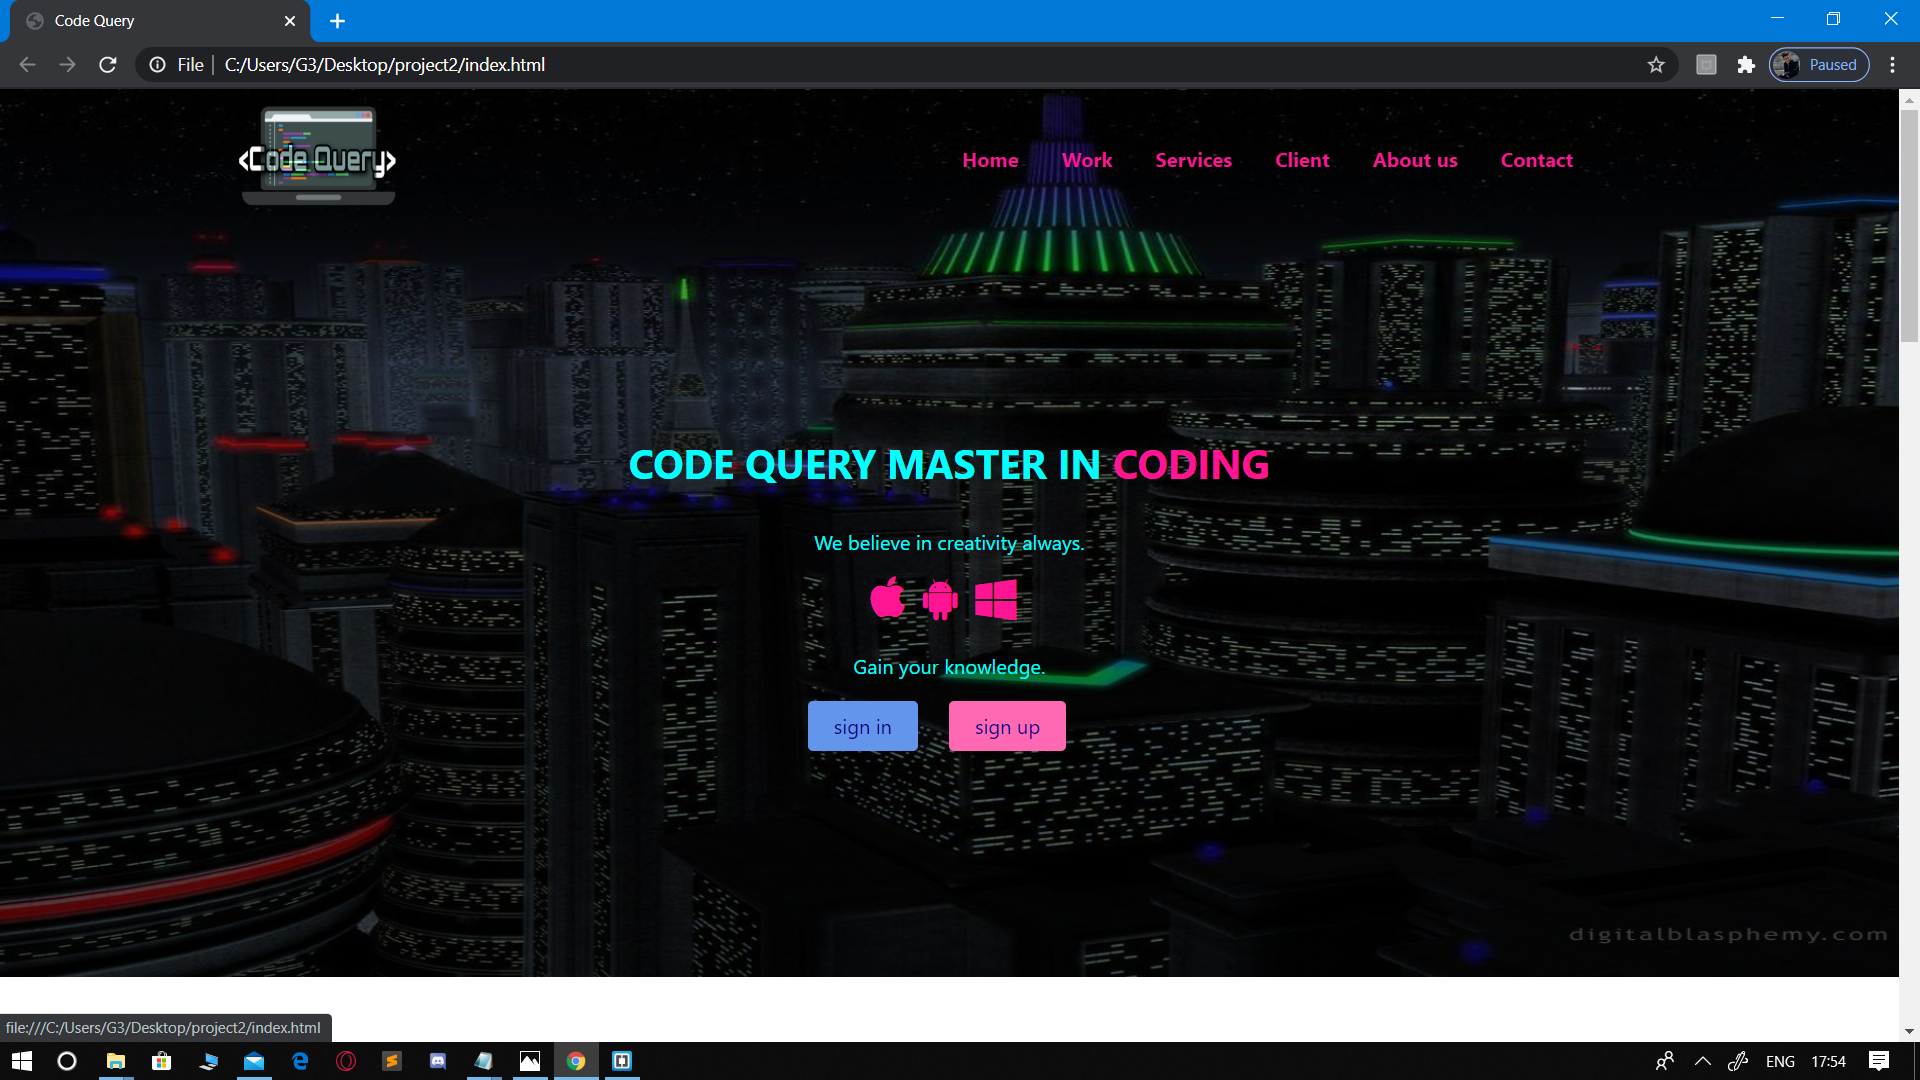 Code Query
File
C:/Users/G3/Desktop/project2/index.html
Paused
<Code Query>
Home Work Services Client About us Contact
CODE QUERY MASTER IN CODING
We believe in creativity always.
Gain your knowledge.
sign in sign up
digitalblasphemy.com
file:///C:/Users/G3/Desktop/project2/index.html
ENG 17:54